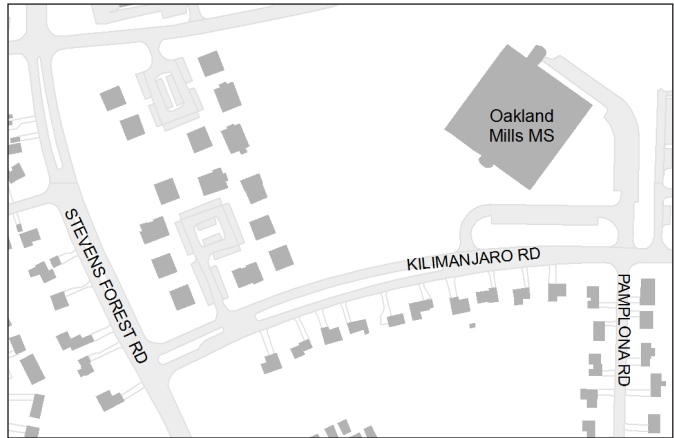 Oakland
Mills MS
STEVENS FOREST RD
KILIMANJARO RD
PAMPLONA RD